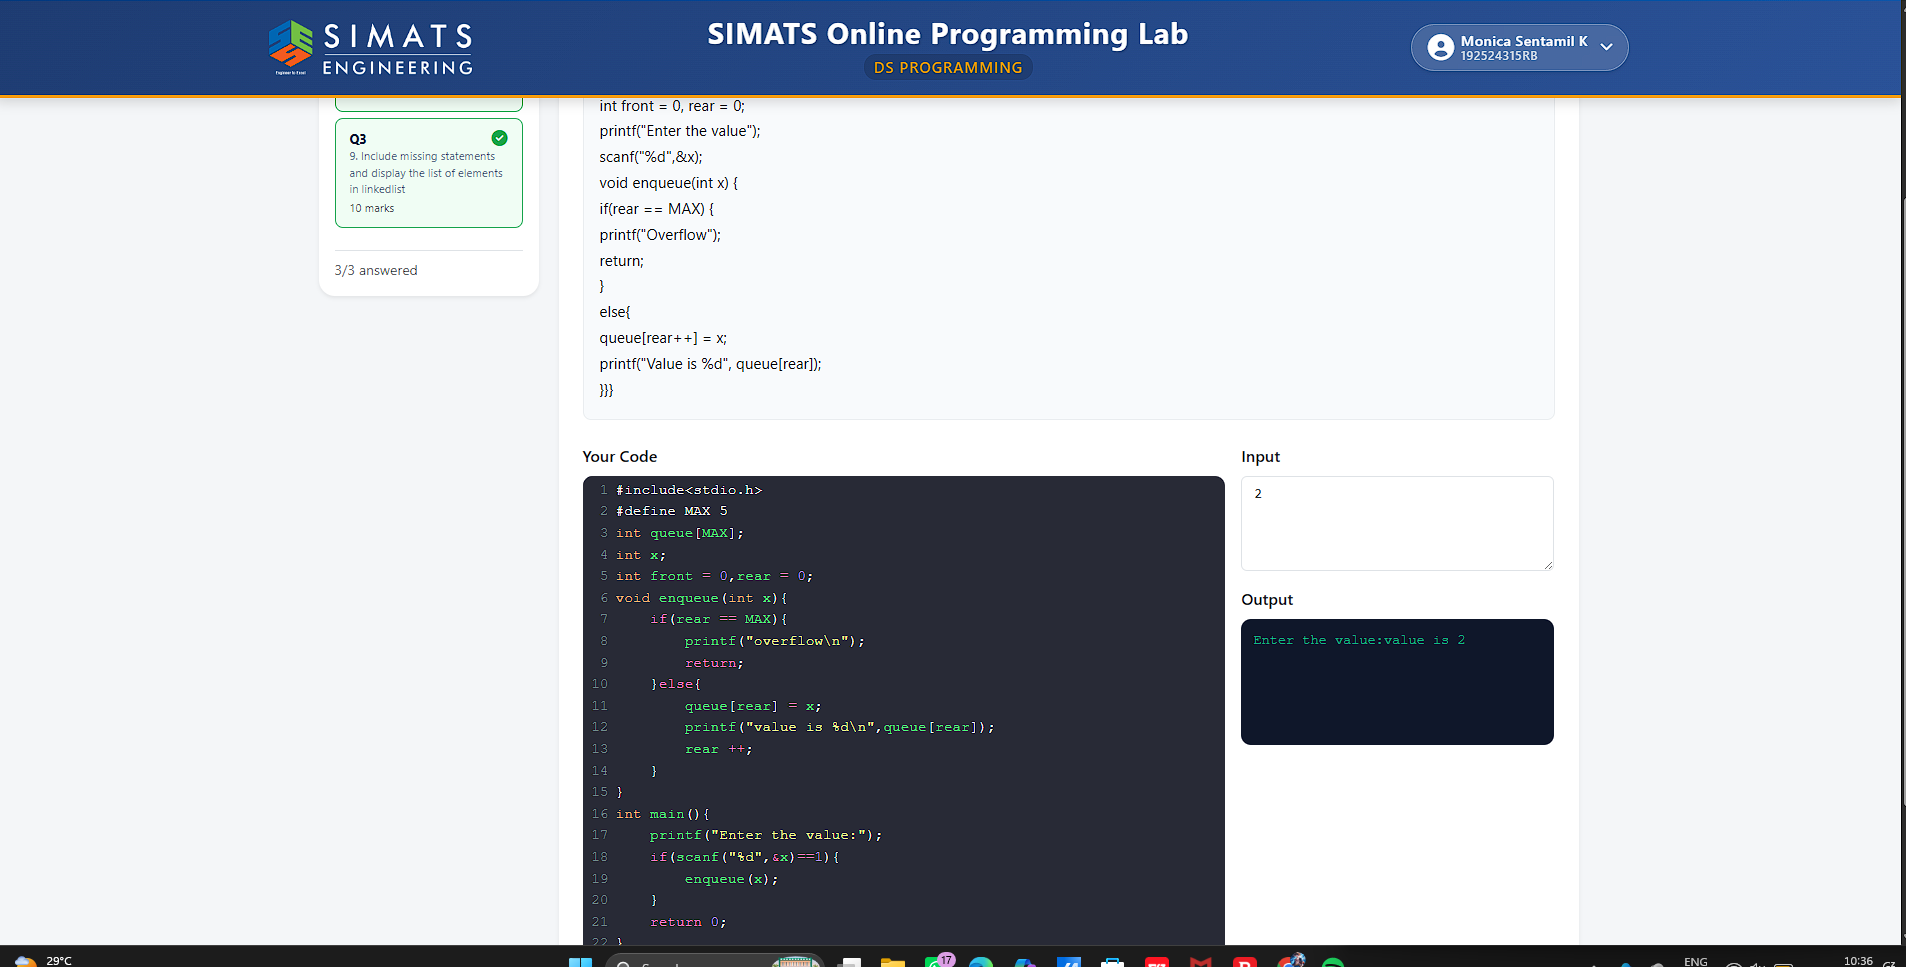 SIMATS
ENGINEERING
Engineer to Excel
SIMATS Online Programming Lab
DS PROGRAMMING
Monica Sentamil K
192524315RB
Q3
9. Include missing statements
and display the list of elements
in linkedlist
10 marks
3/3 answered
int front = 0, rear = 0;
printf("Enter the value");
scanf("%d",&x);
void enqueue(int x) {
if(rear == MAX) {
printf("Overflow");
return;
}
else{
queue[rear++] = x;
printf("Value is %d", queue[rear]);
}}}
Your Code
1 #include<stdio.h>
2 #define MAX 5
3 int queue[MAX];
4 int x;
5 int front = 0,rear = 0;
6 void enqueue(int x){
7 if(rear == MAX){
8 printf("overflow\n");
9 return;
10 }else{
11 queue[rear] = x;
12 printf("value is %d\n",queue[rear]);
13 rear ++;
14 }
15 }
16 int main(){
17 printf("Enter the value:");
18 if(scanf("%d",&x)==1){
19 enqueue(x);
20 }
21 return 0;
22 }
Input
2
Output
Enter the value:value is 2
29°C
17
ENG
10:36